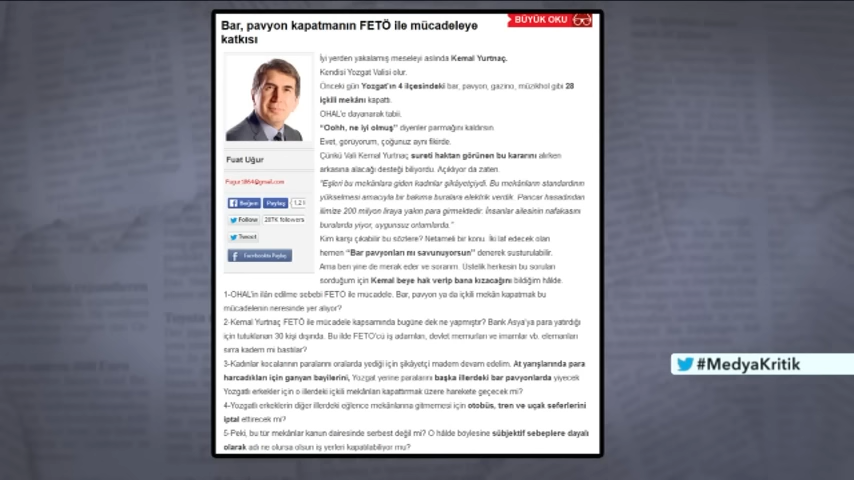 Bar, pavyon kapatmanın FETÖ ile mücadeleye
katkısı
BÜYÜK OKU
İyi yerden yakalamış meseleyi aslında Kemal Yurtnaç.
Kendisi Yozgat Valisi olur.
Önceki gün Yozgat'ın 4 ilçesindeki bar, pavyon, gazino, müzikhol gibi 28
içkili mekânı kapattı.
OHAL'e dayanarak tabii.
"Oohh, ne iyi olmuş" diyenler parmağını kaldırsın.
Evet, görüyorum, çoğunuz aynı fikirde.
Çünkü Vali Kemal Yurtnaç sureti haktan görünen bu kararını alırken
arkasına alacağı desteği biliyordu. Açıklıyor da zaten.
"Eşleri bu mekânlara giden kadınlar şikâyetçiydi. Bu mekânların standardının
yükselmesi amacıyla bir bakıma buralara elektrik verdik. Pancar hasadından
ilimize 200 milyon liraya yakın para girmektedir. İnsanlar ailesinin nafakasını
buralarda yiyor, uygunsuz ortamlarda."
Kim karşı çıkabilir bu sözlere? Netameli bir konu. İki laf edecek olan
hemen "Bar pavyonları mı savunuyorsun" denerek susturulabilir.
Ama ben yine de merak eder ve sorarım. Üstelik herkesin bu soruları
sorduğum için Kemal beye hak verip bana kızacağını bildiğim hâlde.
Fuat Uğur
Beğen
Paylaş
Follow
287K followers
Tweet
Facebook'ta Paylaş
1-OHAL'in ilân edilme sebebi FETÖ ile mücadele. Bar, pavyon ya da içkili mekân kapatmak bu
mücadelenin neresinde yer alıyor?
2-Kemal Yurtnaç FETÖ ile mücadele kapsamında bugüne dek ne yapmıştır? Bank Asya'ya para yatırdığı
için tutuklanan 30 kişi dışında. Bu ilde FETÖ'cü iş adamları, devlet memurları ve imamlar vb. elemanları
sırra kadem mi bastılar?
3-Kadınlar kocalarının paralarını oralarda yediği için şikâyetçi madem devam edelim. At yarışlarında para
harcadıkları için ganyan bayilerini, Yozgat yerine paralarını başka illerdeki bar pavyonlarda yiyecek
Yozgatlı erkekler için o illerdeki içkili mekânları kapattırmak üzere harekete geçecek mi?
4-Yozgatlı erkeklerin diğer illerdeki eğlence mekânlarına gitmemesi için otobüs, tren ve uçak seferlerini
iptal ettirecek mi?
5-Peki, bu tür mekânlar kanun dairesinde serbest değil mi? O hâlde böylesine sübjektif sebeplere dayalı
olarak adı ne olursa olsun iş yerleri kapatılabiliyor mu?
#MedyaKritik